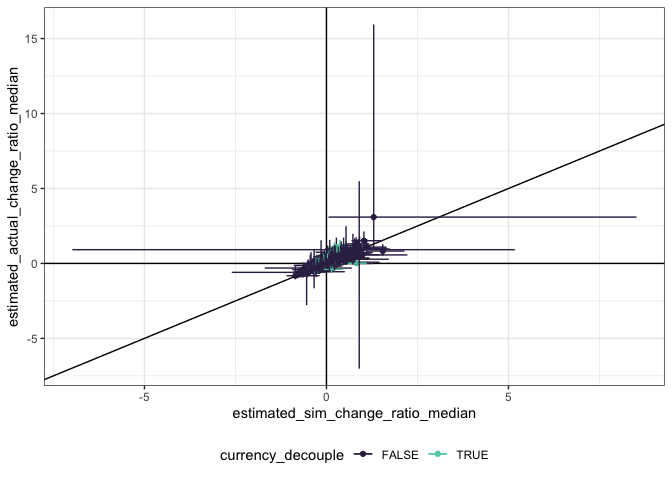 estimated_actual_change_ratio_median
15
10
5
0
-5
-5
0
5
estimated_sim_change_ratio_median
currency_decouple FALSE TRUE